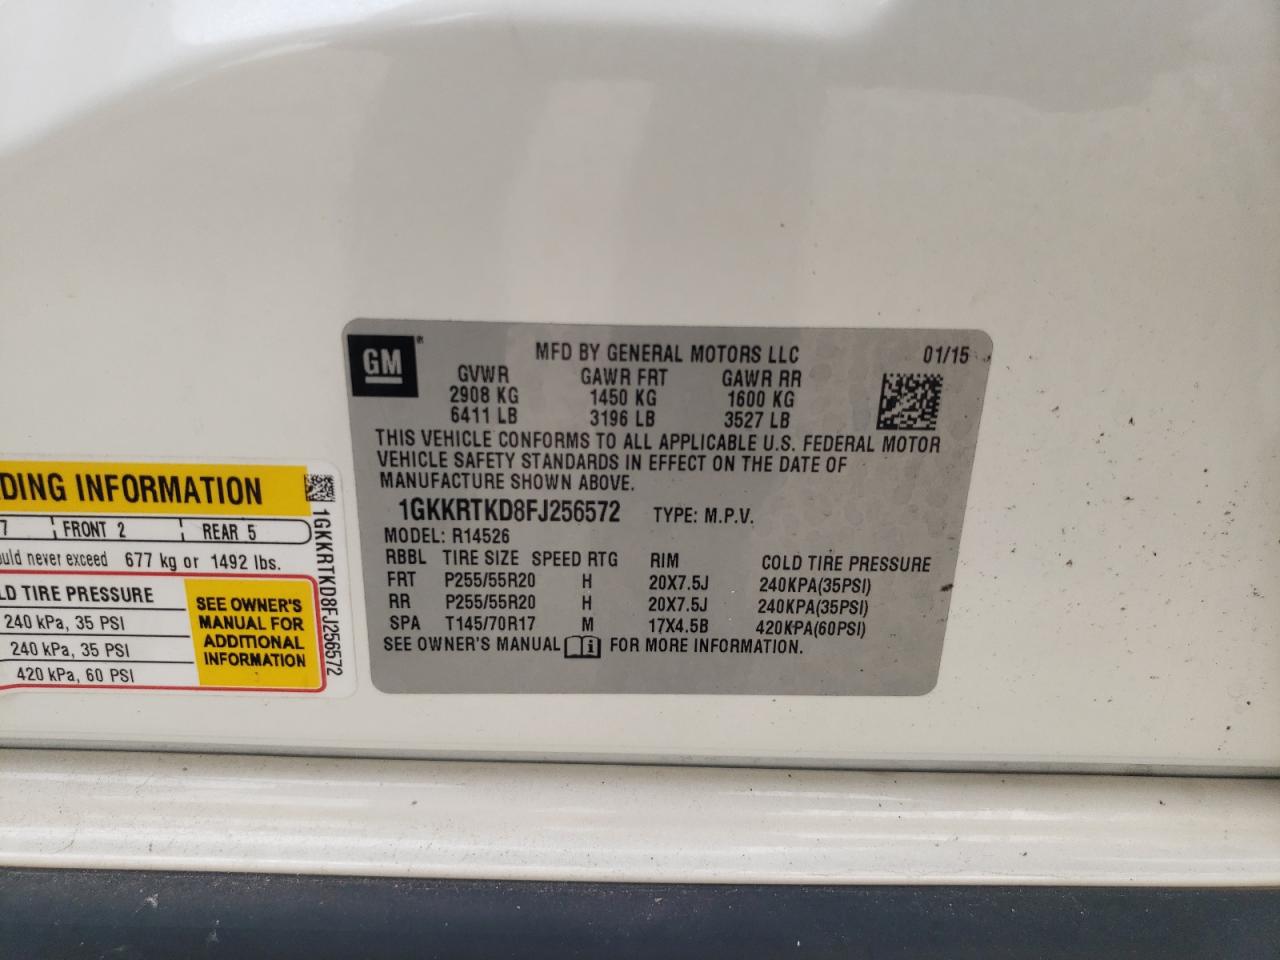 GM®
MFD BY GENERAL MOTORS LLC 01/15
GVWR GAWR FRT GAWR RR
2908 KG 1450 KG 1600 KG
6411 LB 3196 LB 3527 LB
THIS VEHICLE CONFORMS TO ALL APPLICABLE U.S. FEDERAL MOTOR
VEHICLE SAFETY STANDARDS IN EFFECT ON THE DATE OF
MANUFACTURE SHOWN ABOVE.
1GKKRTKD8FJ256572 TYPE: M.P.V.
MODEL: R14526
RBBL TIRE SIZE SPEED RTG RIM COLD TIRE PRESSURE
FRT P255/55R20 H 20X7.5J 240KPA(35PSI)
RR P255/55R20 H 20X7.5J 240KPA(35PSI)
SPA T145/70R17 M 17X4.5B 420KPA(60PSI)
SEE OWNER'S MANUAL i FOR MORE INFORMATION.
DING INFORMATION
7 FRONT 2 REAR 5
ould never exceed 677 kg or 1492 lbs.
LD TIRE PRESSURE
240 kPa, 35 PSI
240 kPa, 35 PSI
420 kPa, 60 PSI
SEE OWNER'S
MANUAL FOR
ADDITIONAL
INFORMATION
1GKKRTKD8FJ256572